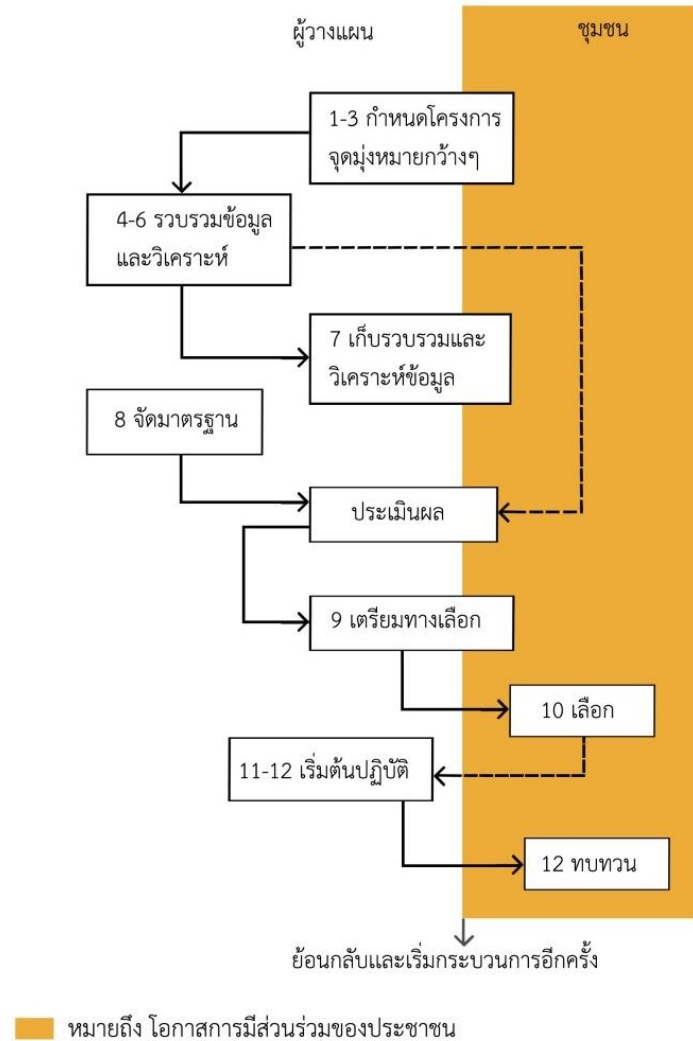 ผู้วางแผน
ชุมชน
1-3 กำหนดโครงการ
จุดมุ่งหมายกว้างๆ
4-6 รวบรวมข้อมูล
และวิเคราะห์
7 เก็บรวบรวมและ
วิเคราะห์ข้อมูล
8 จัดมาตรฐาน
ประเมินผล
9 เตรียมทางเลือก
10 เลือก
11-12 เริ่มต้นปฏิบัติ
12 ทบทวน
ย้อนกลับและเริ่มกระบวนการอีกครั้ง
หมายถึง โอกาสการมีส่วนร่วมของประชาชน